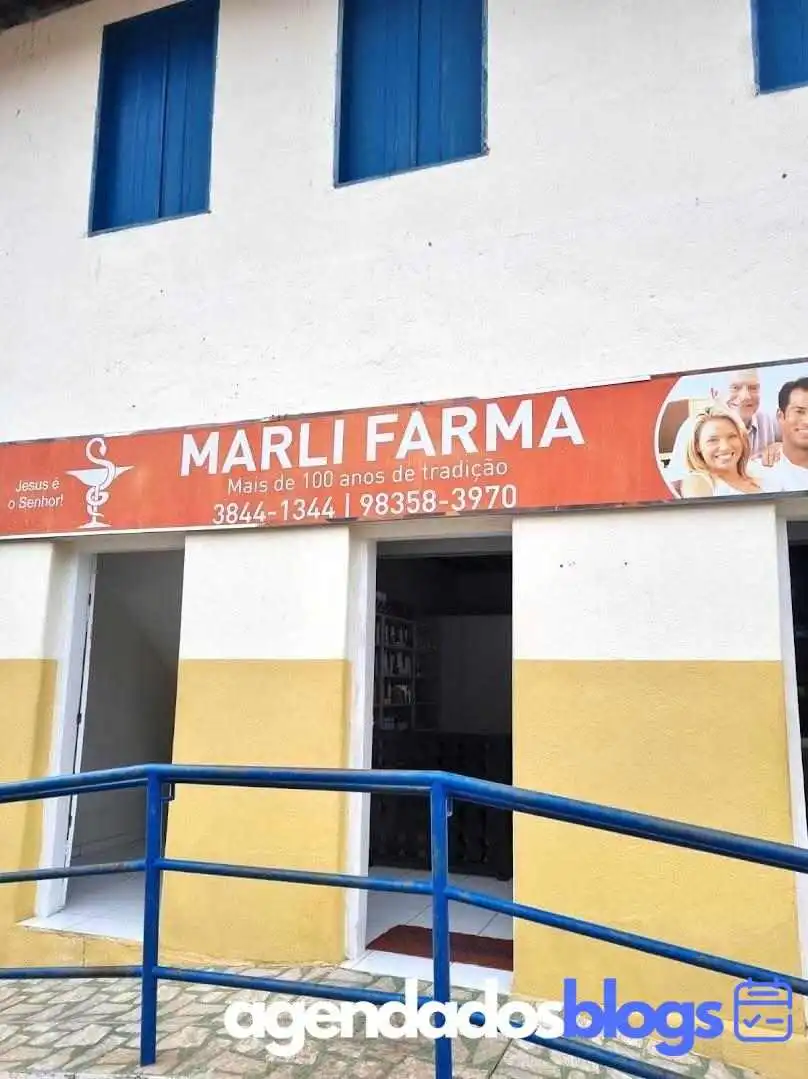 Jesus é
o Senhor!
MARLI FARMA
Mais de 100 anos de tradição
3844-1344 | 98358-3970
agendadosblogs